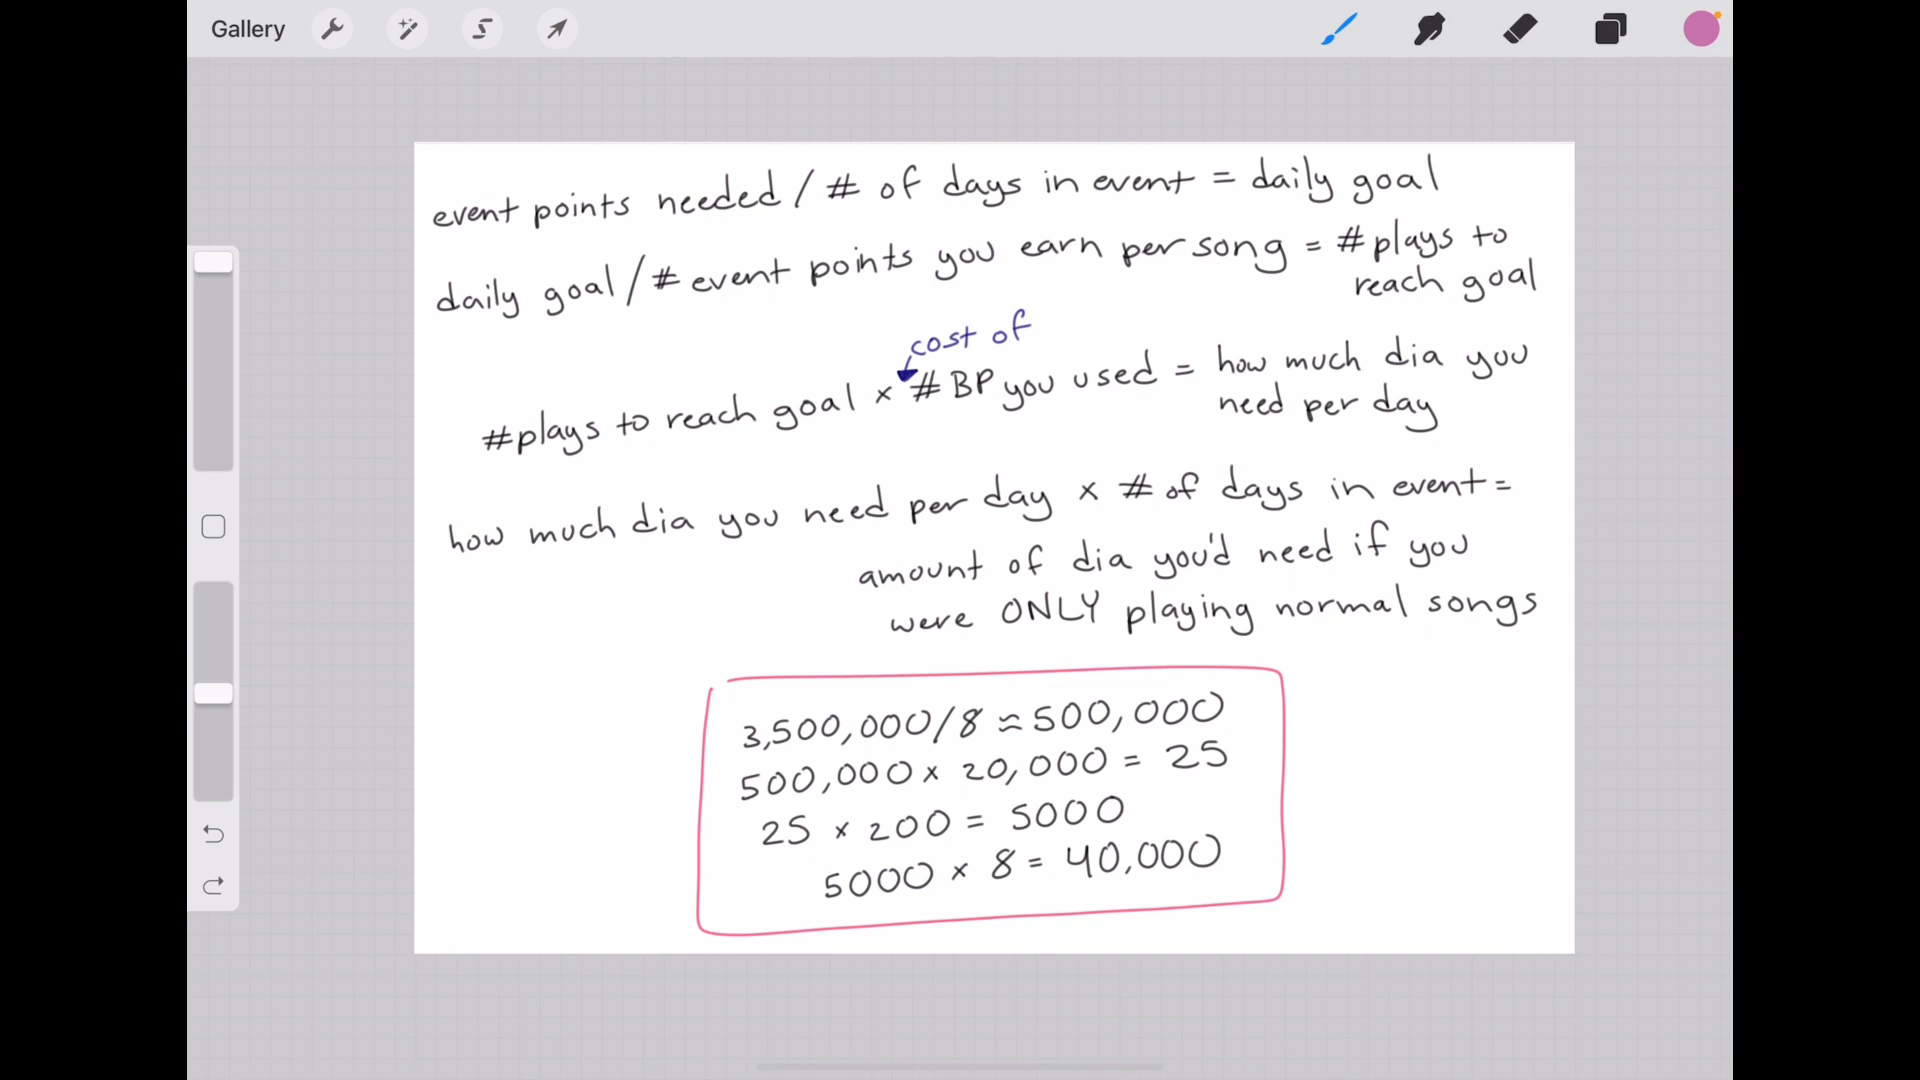 Gallery
event points needed / # of days in event = daily goal
daily goal / # event points you earn per song = # plays to
reach goal
cost of
#plays to reach goal x # BP you used = how much dia you
need per day
how much dia you need per day x # of days in event =
amount of dia you'd need if you
were ONLY playing normal songs
3,500,000/8 ≈ 500,000
500,000 x 20,000 = 25
25 x 200 = 5000
5000 x 8 = 40,000